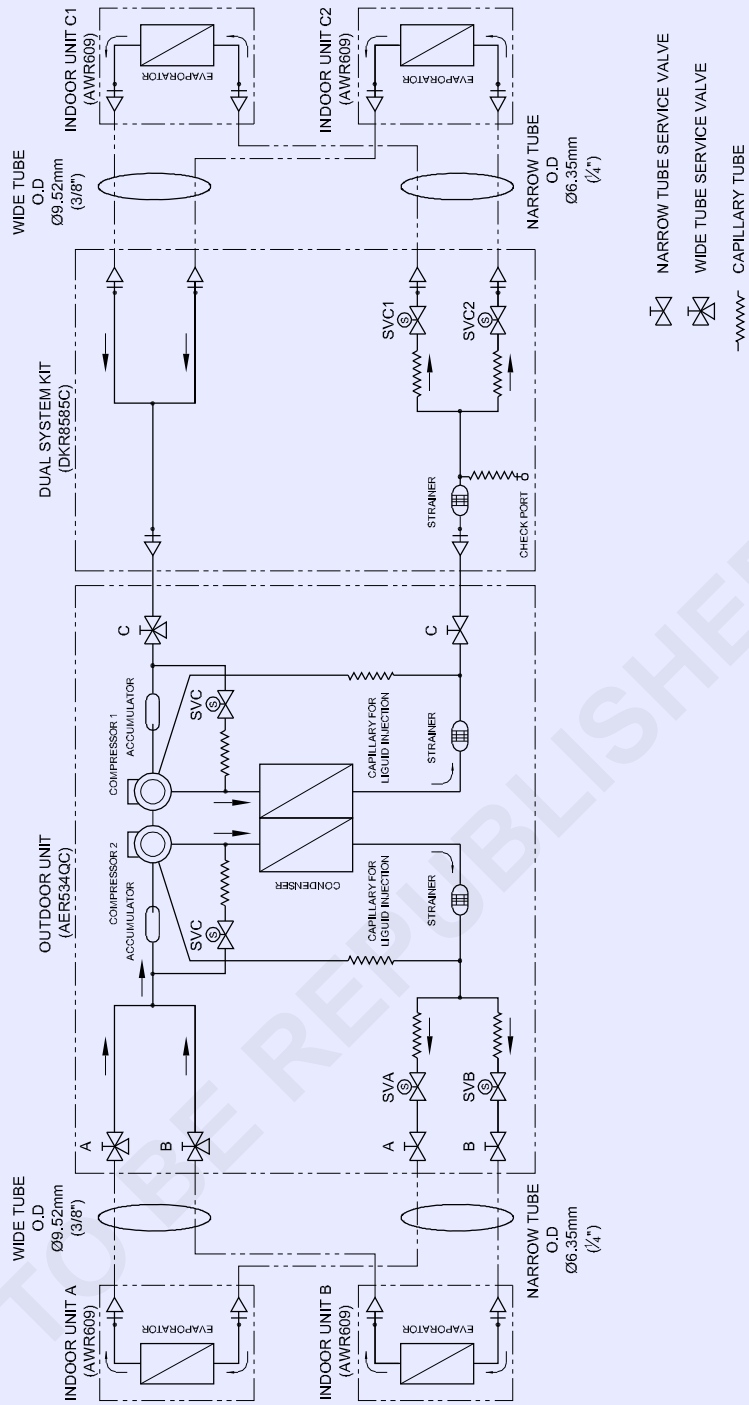 INDOOR UNIT A
(AWR609)
EVAPORATOR
INDOOR UNIT B
(AWR609)
EVAPORATOR
WIDE TUBE
O.D
Ø9.52mm
(3/8")
NARROW TUBE
O.D
Ø6.35mm
(1/4")
OUTDOOR UNIT
(AER534QC)
A
B
A
B
SVA
SVB
COMPRESSOR 2
ACCUMULATOR
SVC
CONDENSER
CAPILLARY FOR
LIGUID INJECTION
STRAINER
COMPRESSOR 1
ACCUMULATOR
SVC
CAPILLARY FOR
LIGUID INJECTION
STRAINER
C
C
DUAL SYSTEM KIT
(DKR8585C)
STRAINER
CHECK PORT
SVC1
SVC2
S
S
S
S
S
S
WIDE TUBE
O.D
Ø9.52mm
(3/8")
NARROW TUBE
O.D
Ø6.35mm
(1/4")
INDOOR UNIT C1
(AWR609)
EVAPORATOR
INDOOR UNIT C2
(AWR609)
EVAPORATOR
NARROW TUBE SERVICE VALVE
WIDE TUBE SERVICE VALVE
CAPILLARY TUBE
TO BE REPUBLISHE